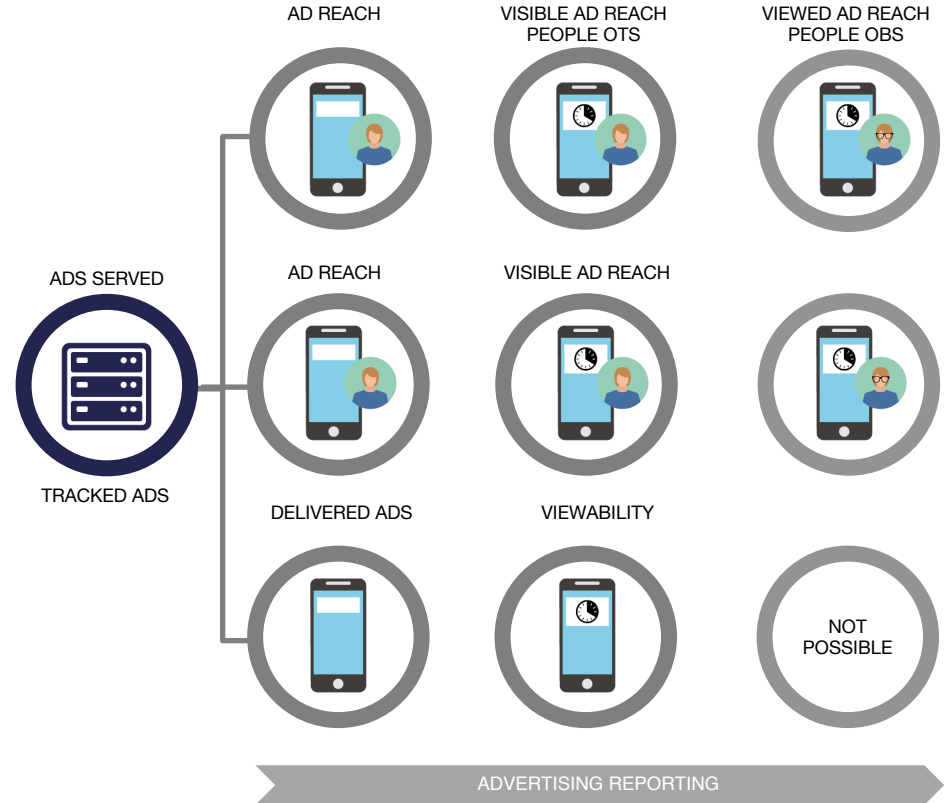 AD REACH
VISIBLE AD REACH
PEOPLE OTS
VIEWED AD REACH
PEOPLE OBS
ADS SERVED
TRACKED ADS
AD REACH
VISIBLE AD REACH
DELIVERED ADS
VIEWABILITY
NOT
POSSIBLE
ADVERTISING REPORTING